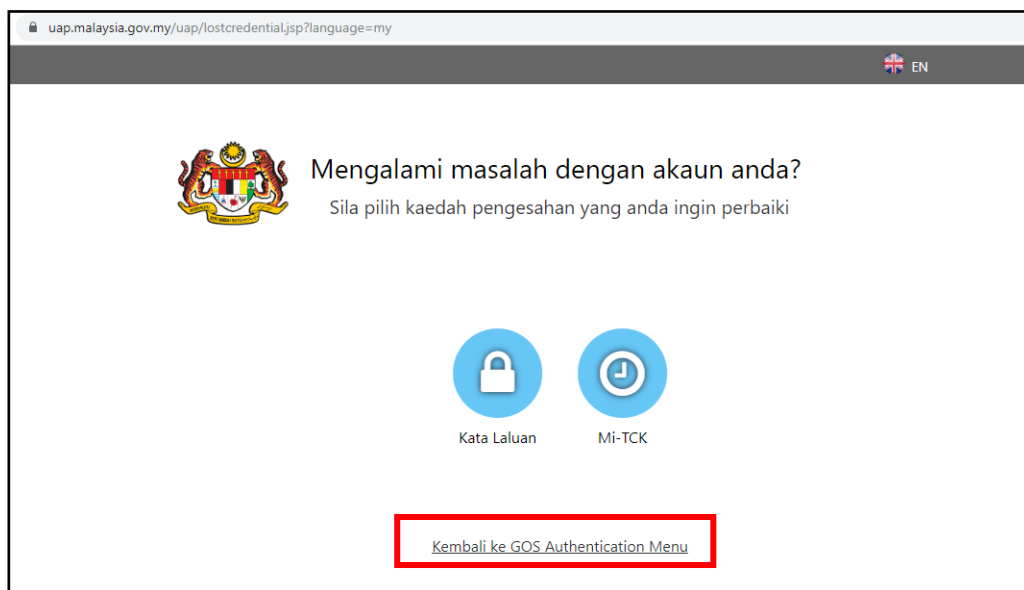 uap.malaysia.gov.my/uap/lostcredential.jsp?language=my
EN
Mengalami masalah dengan akaun anda?
Sila pilih kaedah pengesahan yang anda ingin perbaiki
Kata Laluan
Mi-TCK
Kembali ke GOS Authentication Menu